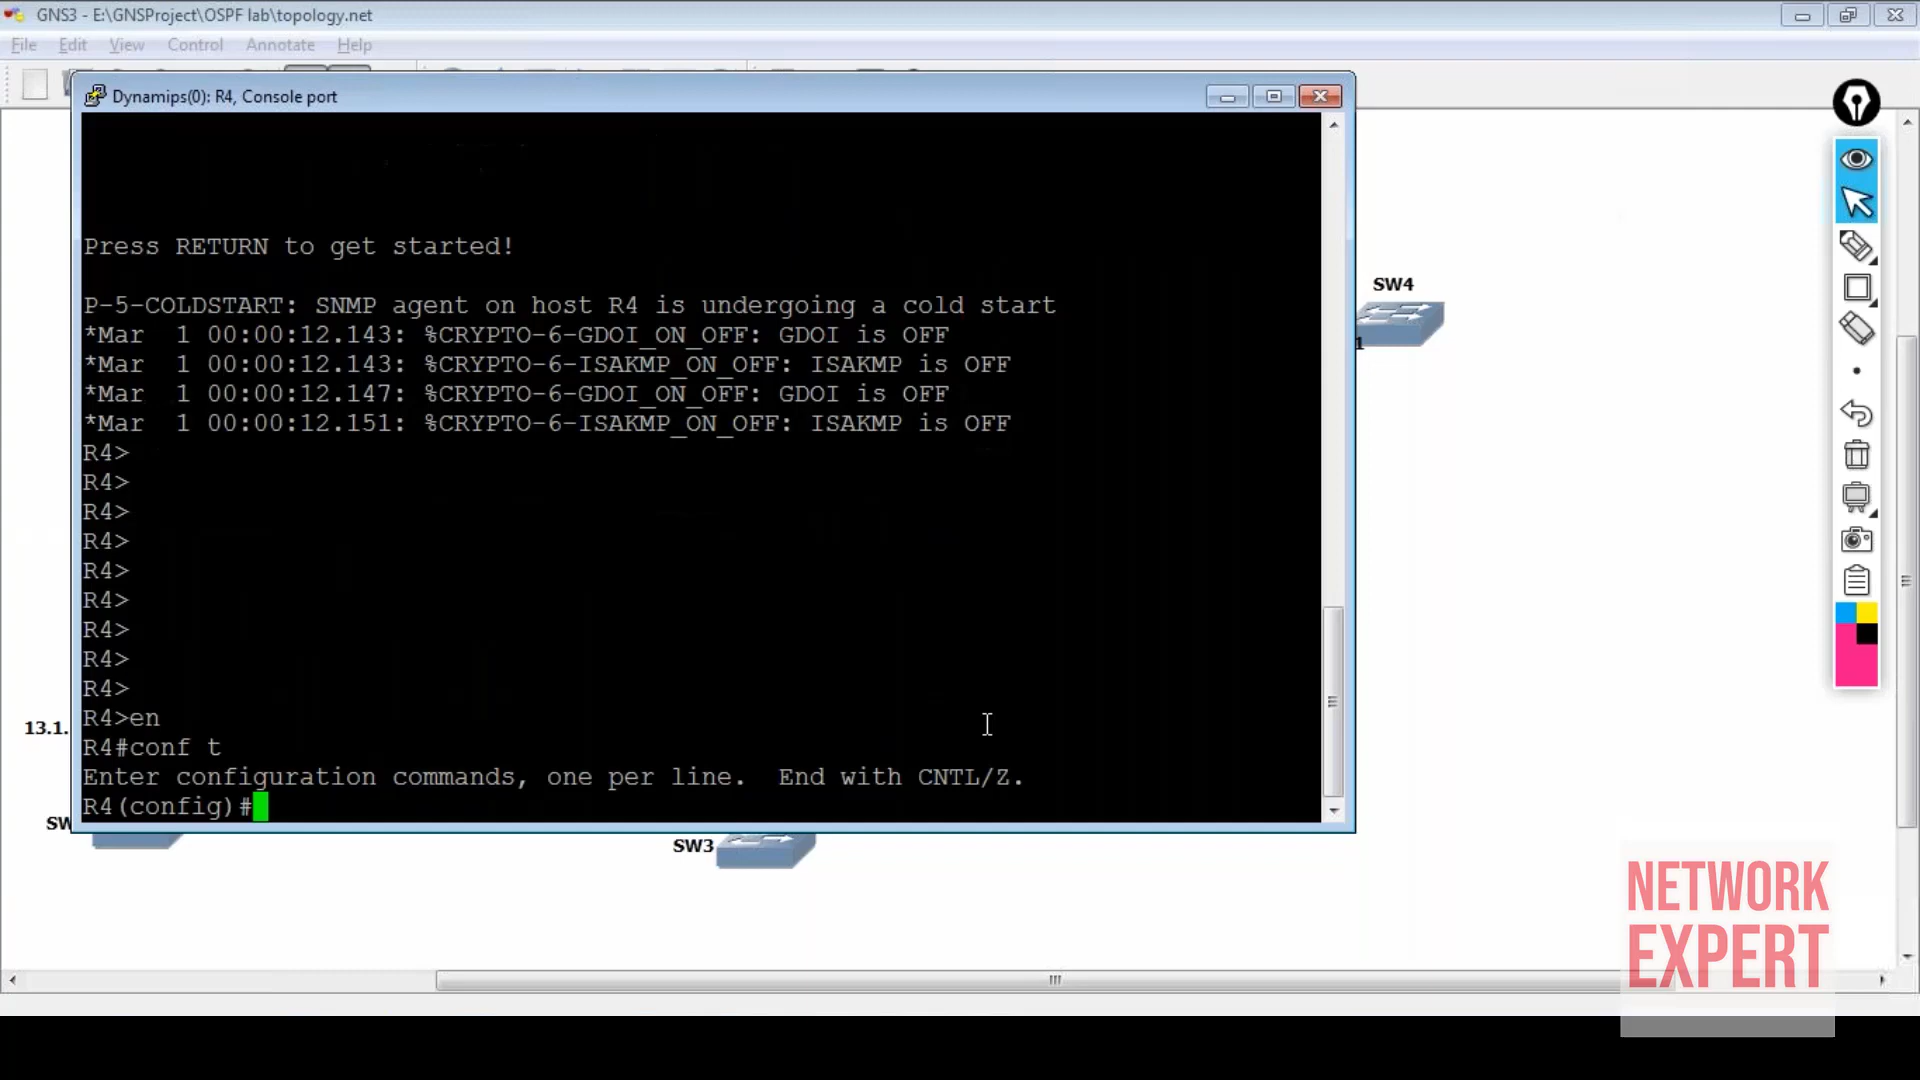 GNS3 - E:\GNSProject\OSPF lab\topology.net
File Edit View Control Annotate Help
Dynamips(0): R4, Console port
Press RETURN to get started!
P-5-COLDSTART: SNMP agent on host R4 is undergoing a cold start
*Mar  1 00:00:12.143: %CRYPTO-6-GDOI_ON_OFF: GDOI is OFF
*Mar  1 00:00:12.143: %CRYPTO-6-ISAKMP_ON_OFF: ISAKMP is OFF
*Mar  1 00:00:12.147: %CRYPTO-6-GDOI_ON_OFF: GDOI is OFF
*Mar  1 00:00:12.151: %CRYPTO-6-ISAKMP_ON_OFF: ISAKMP is OFF
R4>
R4>
R4>
R4>
R4>
R4>
R4>
R4>
R4>
R4>en
R4#conf t
Enter configuration commands, one per line.  End with CNTL/Z.
R4(config)#
SW4
1
13.1.
SW
SW3
NETWORK
EXPERT